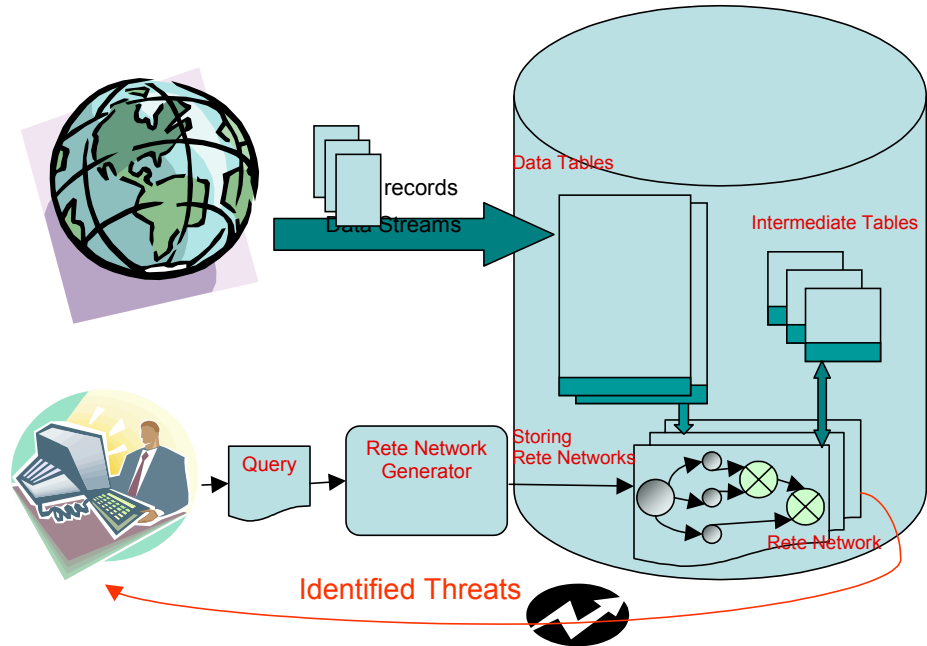 Data Tables
records
Data Streams
Intermediate Tables
Query
Rete Network
Generator
Storing
Rete Networks
Rete Network
Identified Threats